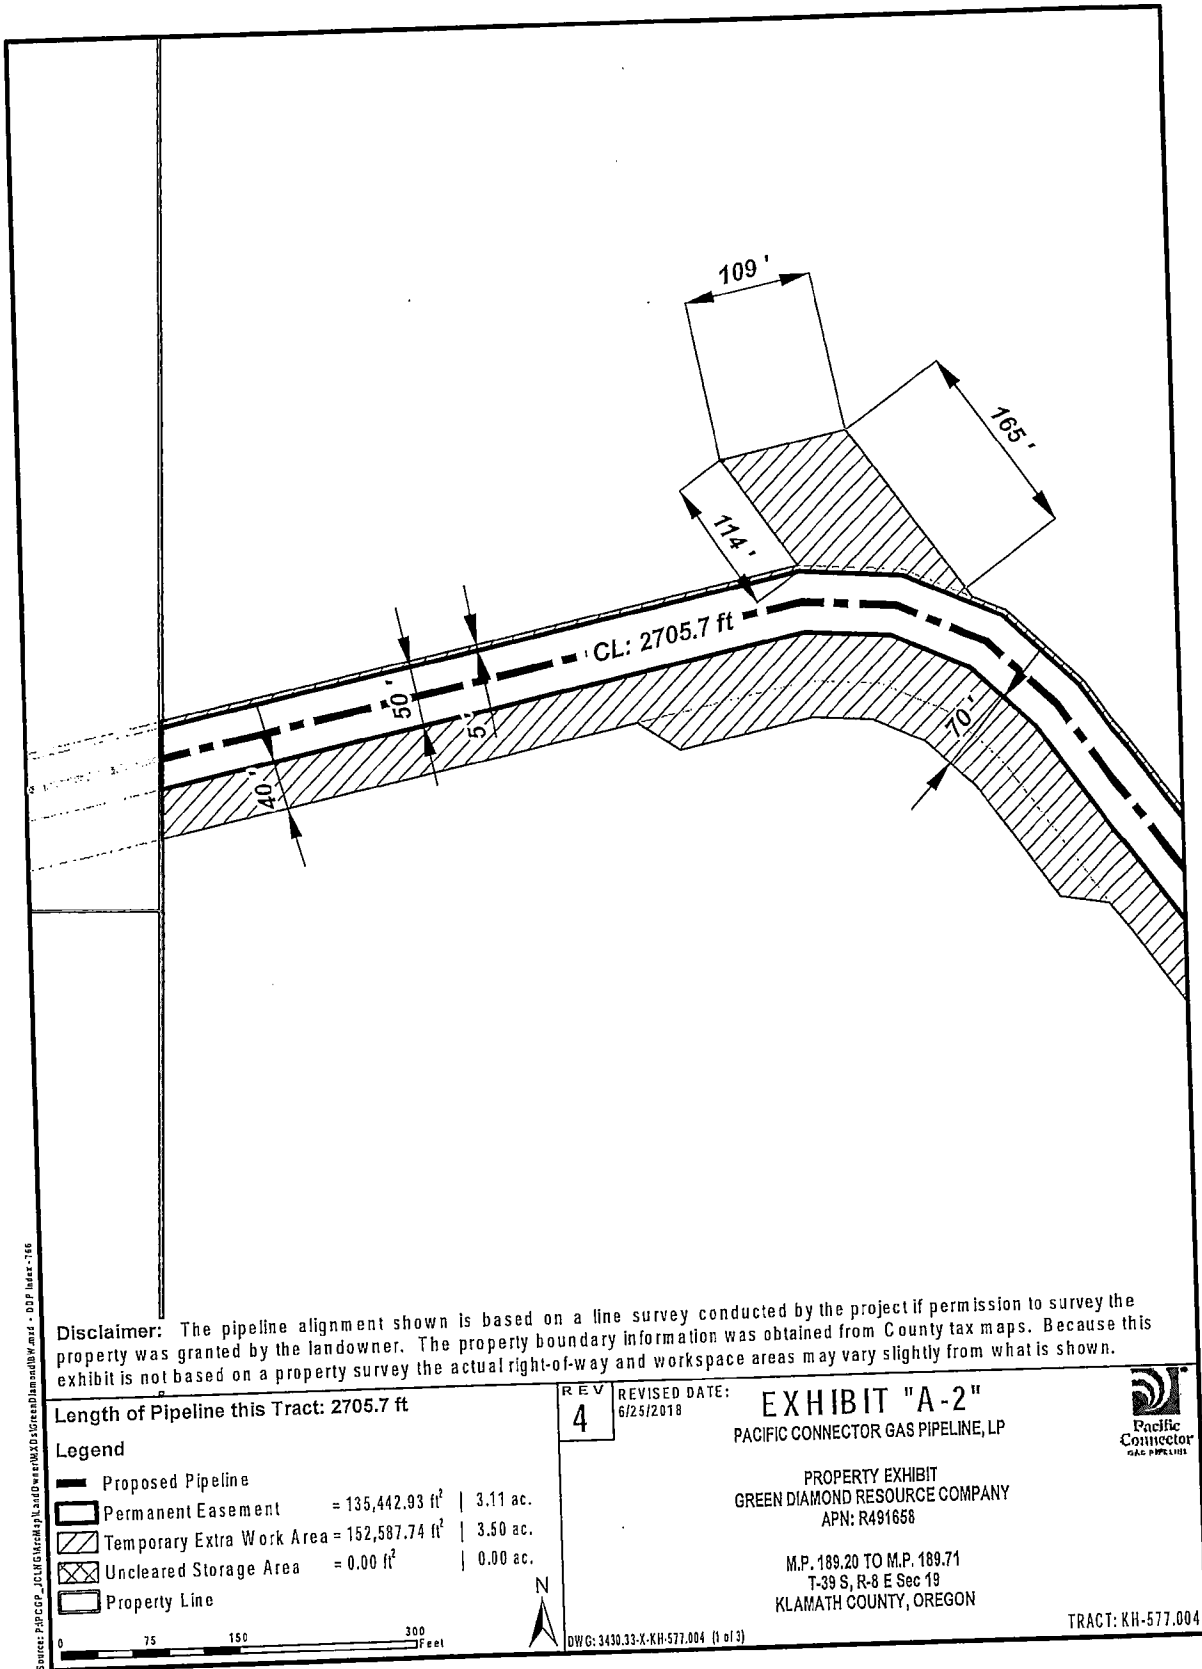 109 '
165 '
114 '
CL: 2705.7 ft
50 '
5 '
40 '
70 '
Disclaimer: The pipeline alignment shown is based on a line survey conducted by the project if permission to survey the
property was granted by the landowner. The property boundary information was obtained from County tax maps. Because this
exhibit is not based on a property survey the actual right-of-way and workspace areas may vary slightly from what is shown.
Length of Pipeline this Tract: 2705.7 ft
Legend
Proposed Pipeline
Permanent Easement = 135,442.93 ft² | 3.11 ac.
Temporary Extra Work Area = 152,587.74 ft² | 3.50 ac.
Uncleared Storage Area = 0.00 ft² | 0.00 ac.
Property Line
0 75 150 300
Feet
N
REV
4
REVISED DATE:
6/25/2018
EXHIBIT "A-2"
PACIFIC CONNECTOR GAS PIPELINE, LP
PROPERTY EXHIBIT
GREEN DIAMOND RESOURCE COMPANY
APN: R491658
M.P. 189.20 TO M.P. 189.71
T-39 S, R-8 E Sec 19
KLAMATH COUNTY, OREGON
Pacific
Connector
GAS PIPELINE
DWG: 3430.33-X-KH-577.004 (1 of 3)
TRACT: KH-577.004